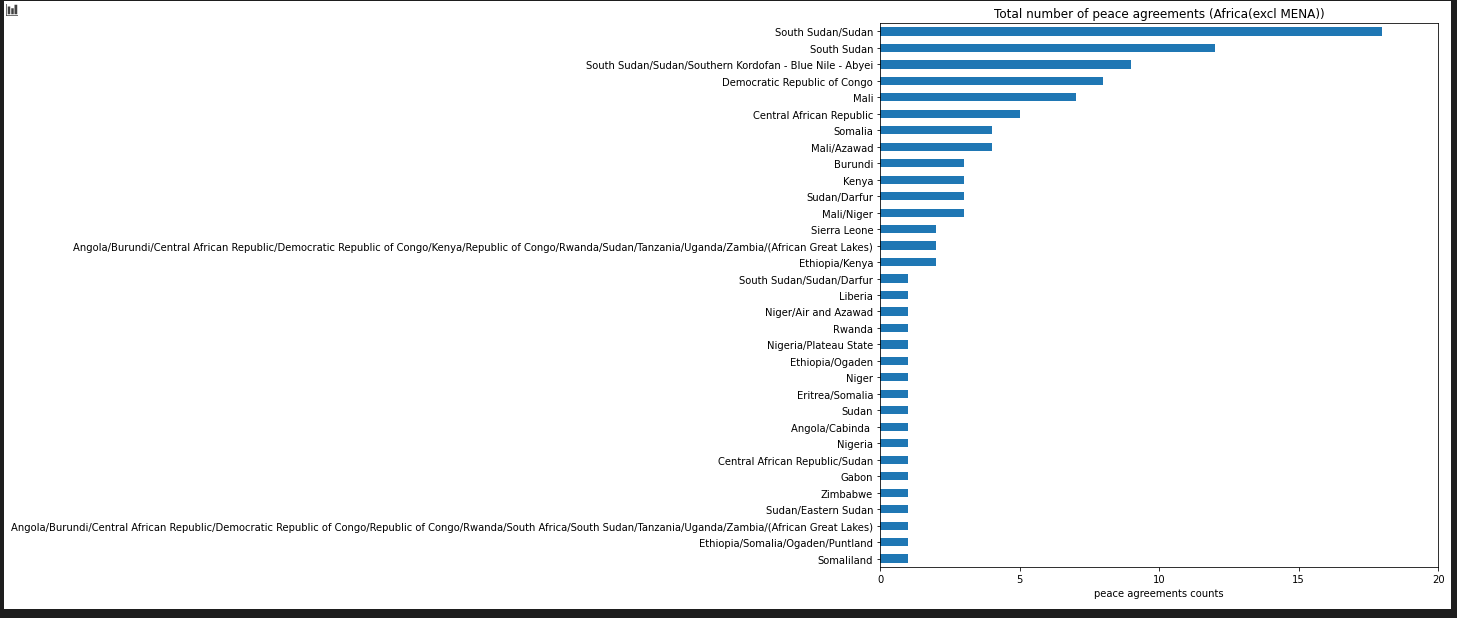 Total number of peace agreements (Africa(excl MENA))
South Sudan/Sudan
South Sudan
South Sudan/Sudan/Southern Kordofan - Blue Nile - Abyei
Democratic Republic of Congo
Mali
Central African Republic
Somalia
Mali/Azawad
Burundi
Kenya
Sudan/Darfur
Mali/Niger
Sierra Leone
Angola/Burundi/Central African Republic/Democratic Republic of Congo/Kenya/Republic of Congo/Rwanda/Sudan/Tanzania/Uganda/Zambia/(African Great Lakes)
Ethiopia/Kenya
South Sudan/Sudan/Darfur
Liberia
Niger/Air and Azawad
Rwanda
Nigeria/Plateau State
Ethiopia/Ogaden
Niger
Eritrea/Somalia
Sudan
Angola/Cabinda
Nigeria
Central African Republic/Sudan
Gabon
Zimbabwe
Sudan/Eastern Sudan
Angola/Burundi/Central African Republic/Democratic Republic of Congo/Republic of Congo/Rwanda/South Africa/South Sudan/Tanzania/Uganda/Zambia/(African Great Lakes)
Ethiopia/Somalia/Ogaden/Puntland
Somaliland
0 5 10 15 20
peace agreements counts